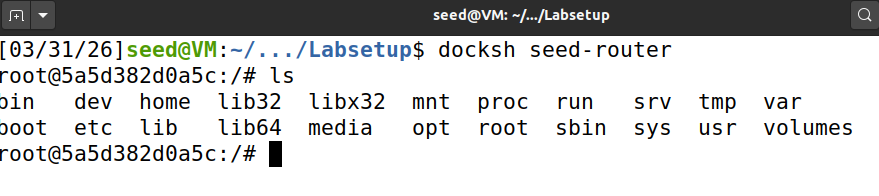 seed@VM: ~/.../Labsetup
[03/31/26]seed@VM:~/.../Labsetup$ docksh seed-router
root@5a5d382d0a5c:/# ls
bin dev home lib32 libx32 mnt proc run srv tmp var
boot etc lib lib64 media opt root sbin sys usr volumes
root@5a5d382d0a5c:/#